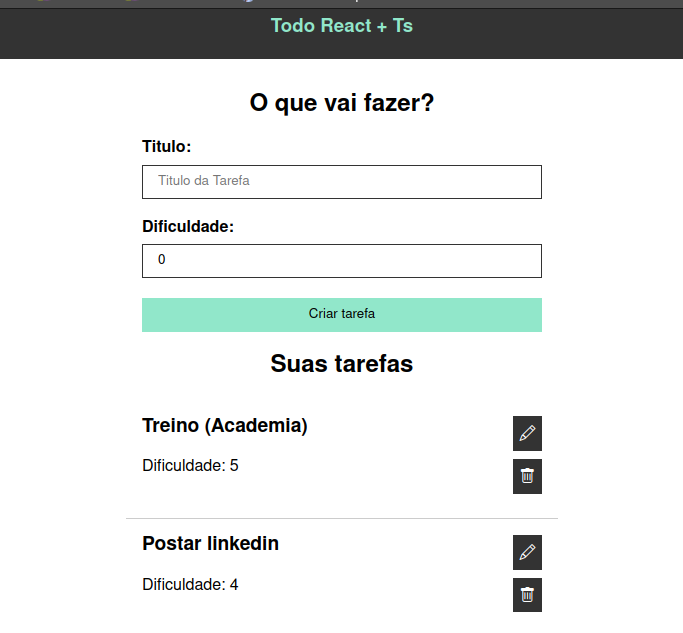 Todo React + Ts
O que vai fazer?
Titulo:
Titulo da Tarefa
Dificuldade:
0
Criar tarefa
Suas tarefas
Treino (Academia)
Dificuldade: 5
Postar linkedin
Dificuldade: 4